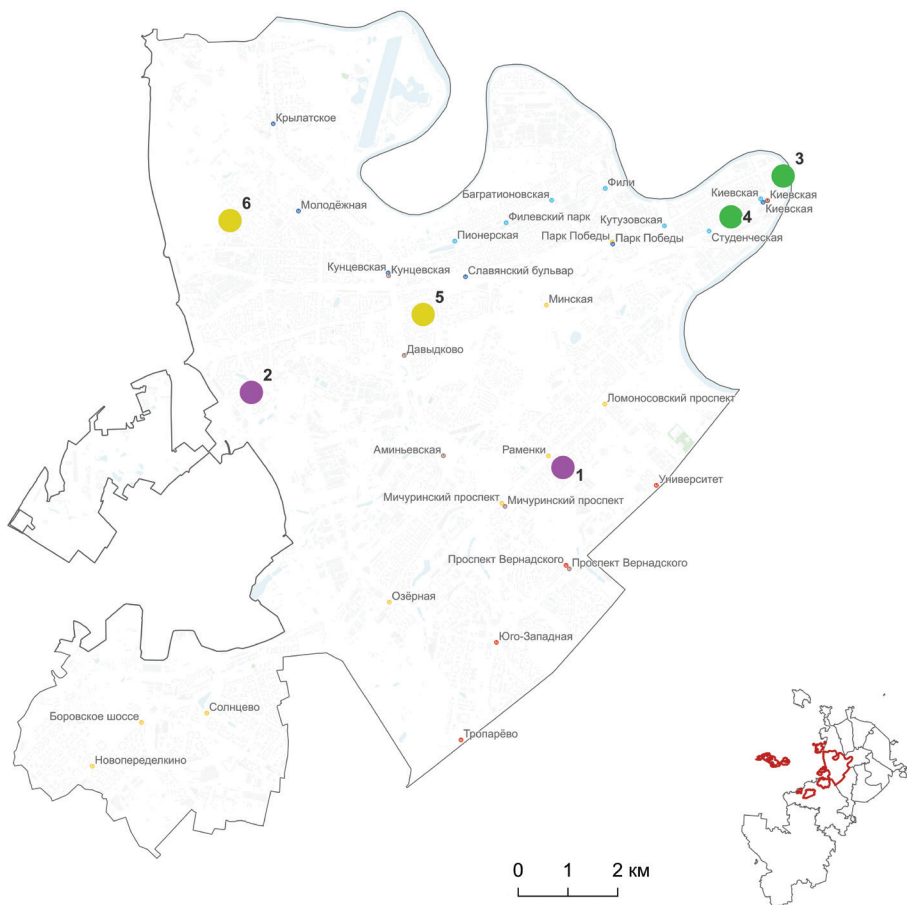 Крылатское
3
Киевская
Киевская
Киевская
Фили
Багратионовская
6
Молодёжная
4
Филевский парк
Кутузовская
Студенческая
Пионерская
Парк Победы
Парк Победы
Кунцевская
Кунцевская
Славянский бульвар
5
Минская
Давыдково
2
Ломоносовский проспект
Аминьевская
Раменки
1
Университет
Мичуринский проспект
Мичуринский проспект
Проспект Вернадского
Проспект Вернадского
Озёрная
Юго-Западная
Солнцево
Боровское шоссе
Тропарёво
Новопеределкино
0 1 2 км